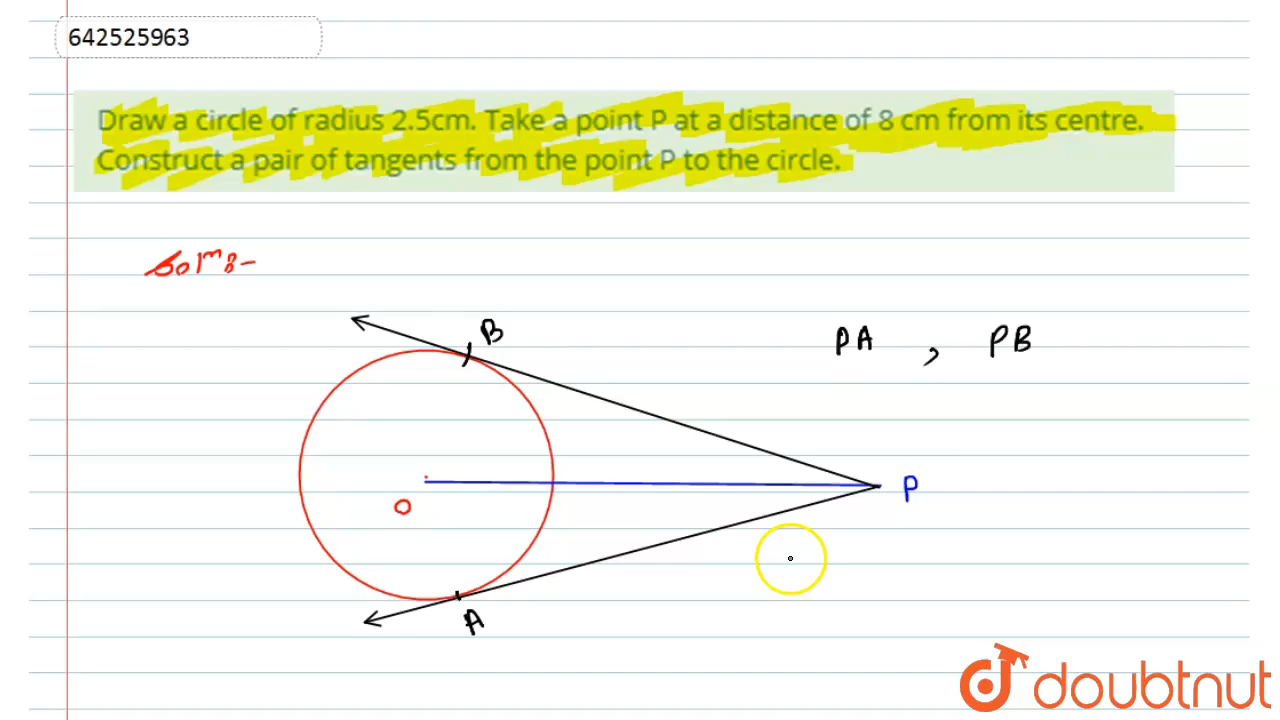 642525963
Draw a circle of radius 2.5cm. Take a point P at a distance of 8 cm from its centre.
Construct a pair of tangents from the point P to the circle.
Solⁿ:-
B
PA , PB
O
P
A
doubtnut